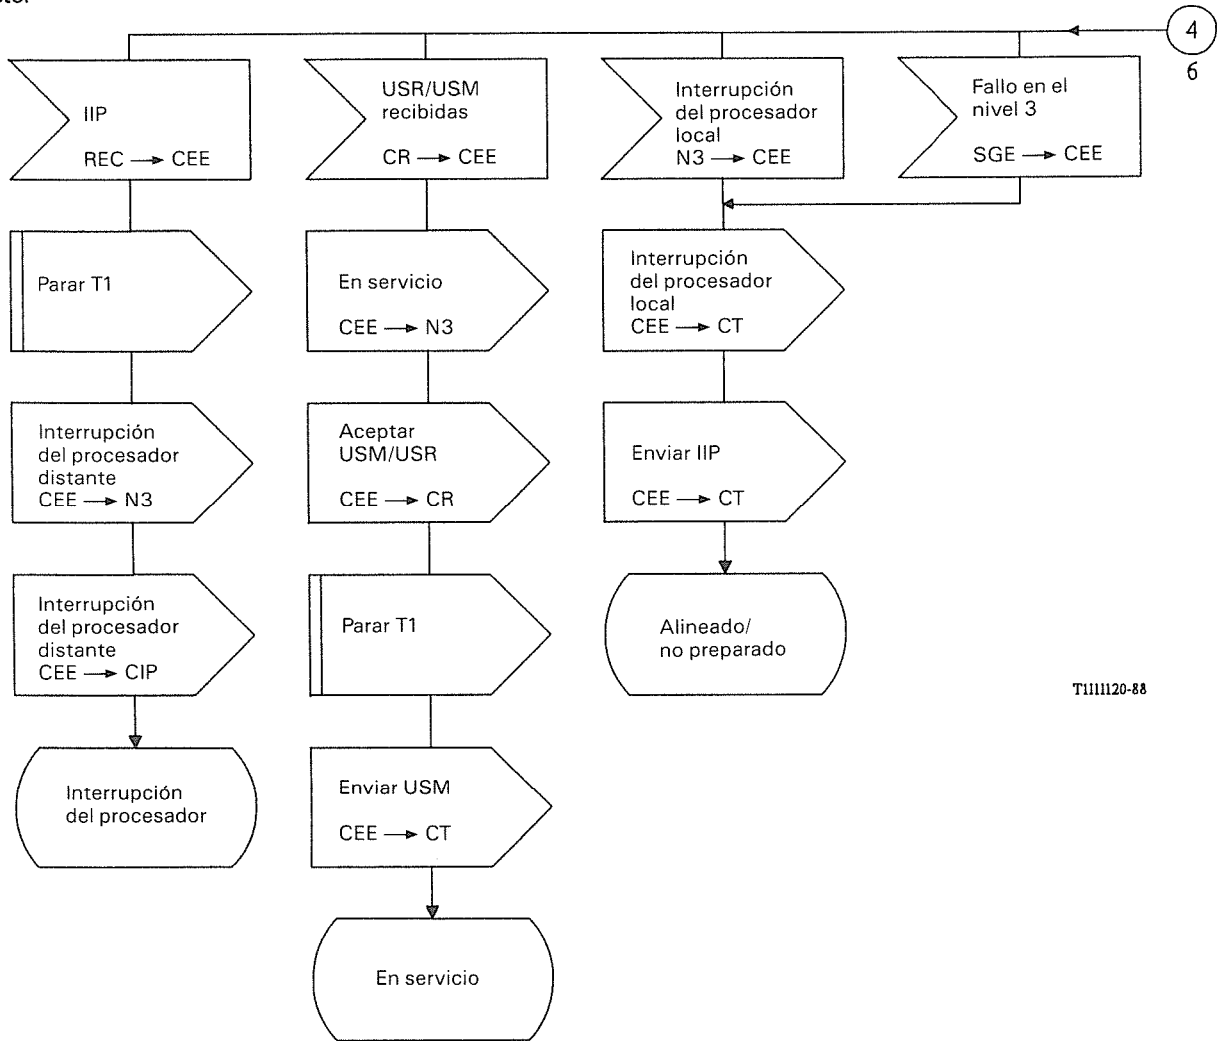 4
6
IIP
REC → CEE
USR/USM
recibidas
CR → CEE
Interrupción
del procesador
local
N3 → CEE
Fallo en el
nivel 3
SGE → CEE
Parar T1
En servicio
CEE → N3
Interrupción
del procesador
local
CEE → CT
Interrupción
del procesador
distante
CEE → N3
Aceptar
USM/USR
CEE → CR
Enviar IIP
CEE → CT
Interrupción
del procesador
distante
CEE → CIP
Parar T1
Alineado/
no preparado
T1111120-88
Interrupción
del procesador
Enviar USM
CEE → CT
En servicio